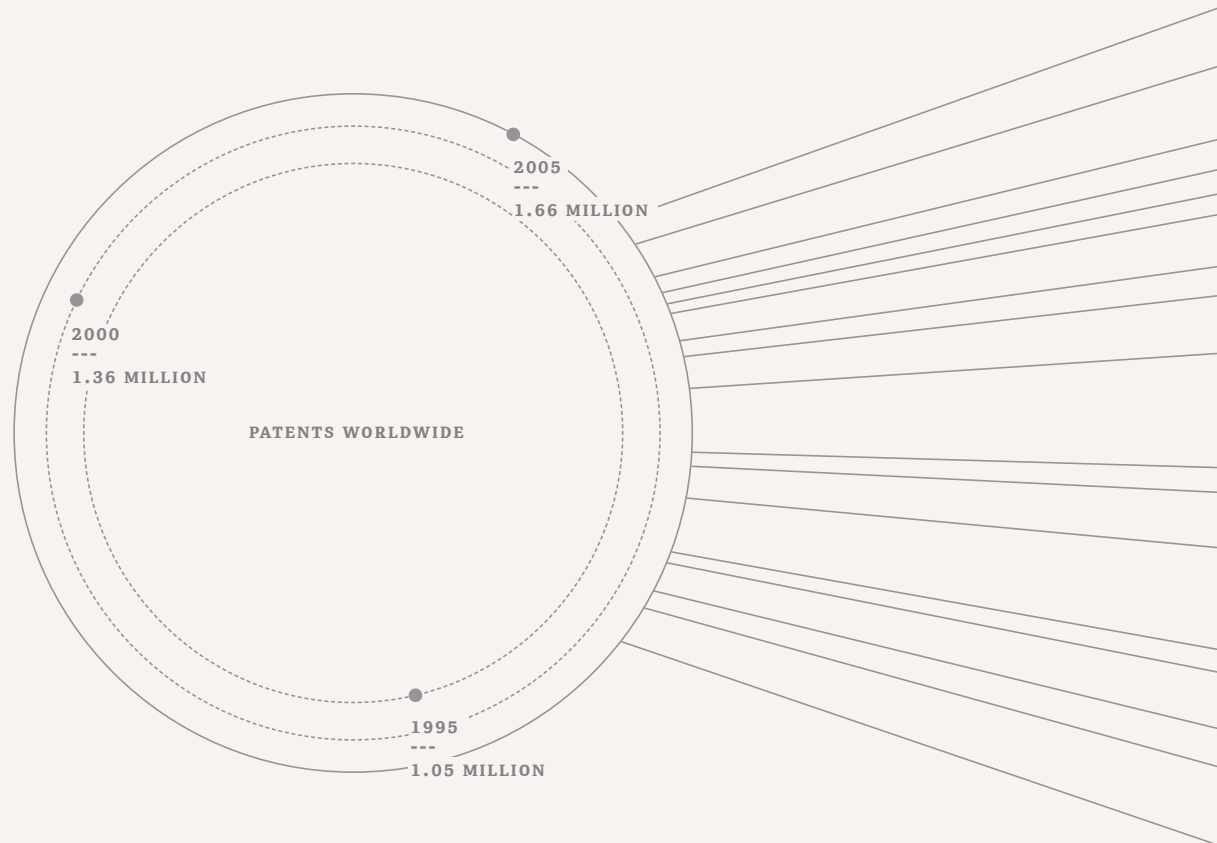 2005
---
1.66 MILLION
2000
---
1.36 MILLION
PATENTS WORLDWIDE
1995
---
1.05 MILLION